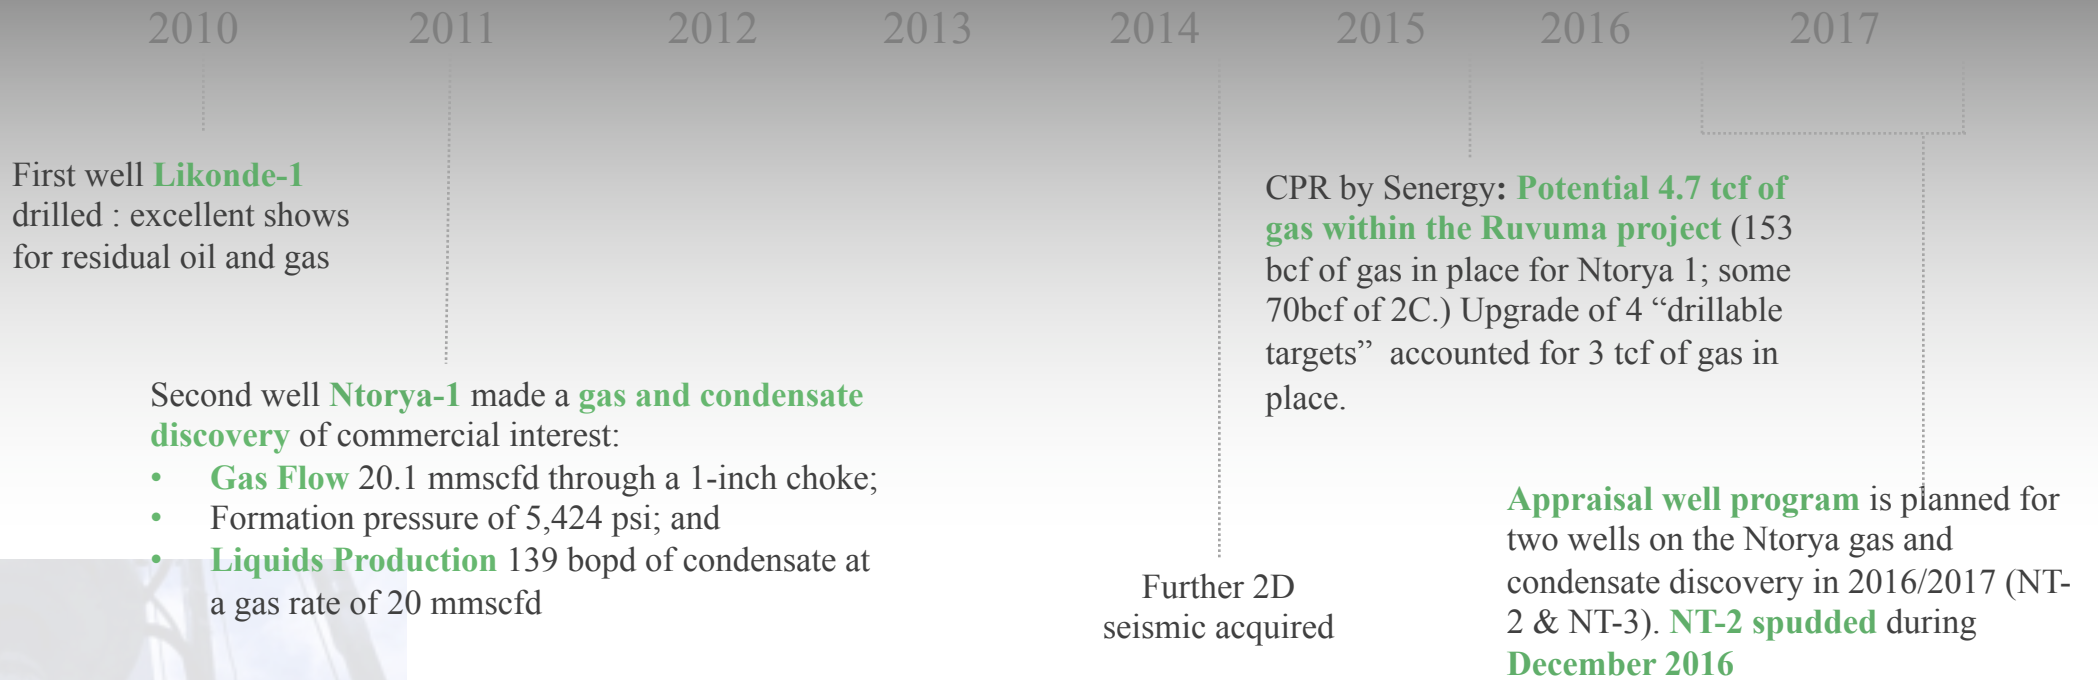 2010 2011 2012 2013 2014 2015 2016 2017
First well Likonde-1
drilled : excellent shows
for residual oil and gas
Second well Ntorya-1 made a gas and condensate
discovery of commercial interest:
• Gas Flow 20.1 mmscfd through a 1-inch choke;
• Formation pressure of 5,424 psi; and
• Liquids Production 139 bopd of condensate at
a gas rate of 20 mmscfd
Further 2D
seismic acquired
CPR by Senergy: Potential 4.7 tcf of
gas within the Ruvuma project (153
bcf of gas in place for Ntorya 1; some
70bcf of 2C.) Upgrade of 4 “drillable
targets” accounted for 3 tcf of gas in
place.
Appraisal well program is planned for
two wells on the Ntorya gas and
condensate discovery in 2016/2017 (NT-
2 & NT-3). NT-2 spudded during
December 2016